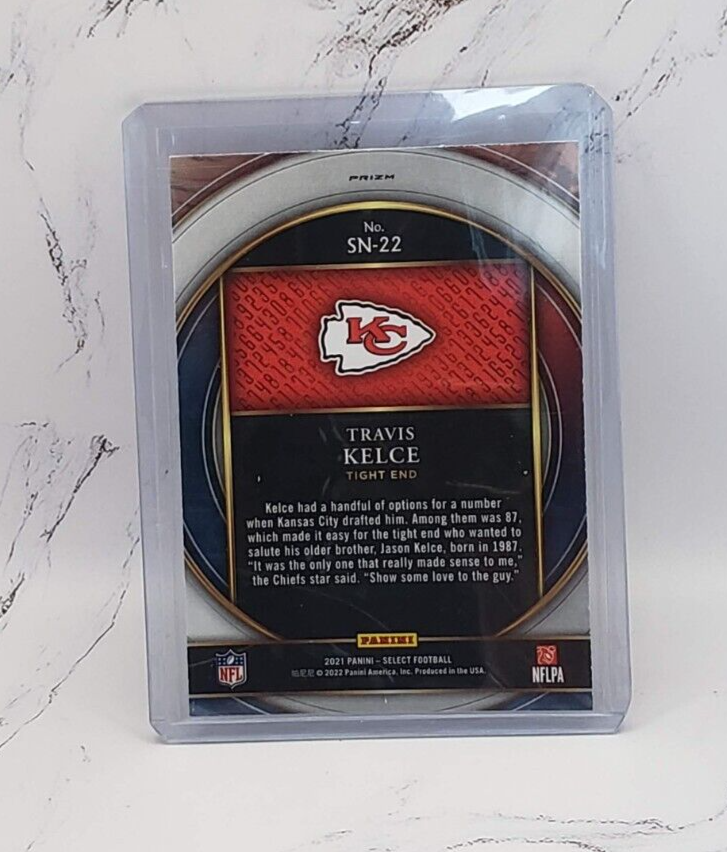 PRIZM
No.
SN-22
KC
TRAVIS
KELCE
TIGHT END
Kelce had a handful of options for a number
when Kansas City drafted him. Among them was 87,
which made it easy for the tight end who wanted to
salute his older brother, Jason Kelce, born in 1987.
"It was the only one that really made sense to me,"
the Chiefs star said. "Show some love to the guy."
PANINI
2021 PANINI – SELECT FOOTBALL
帕尼尼 © 2022 Panini America, Inc. Produced in the USA.
NFL
NFLPA